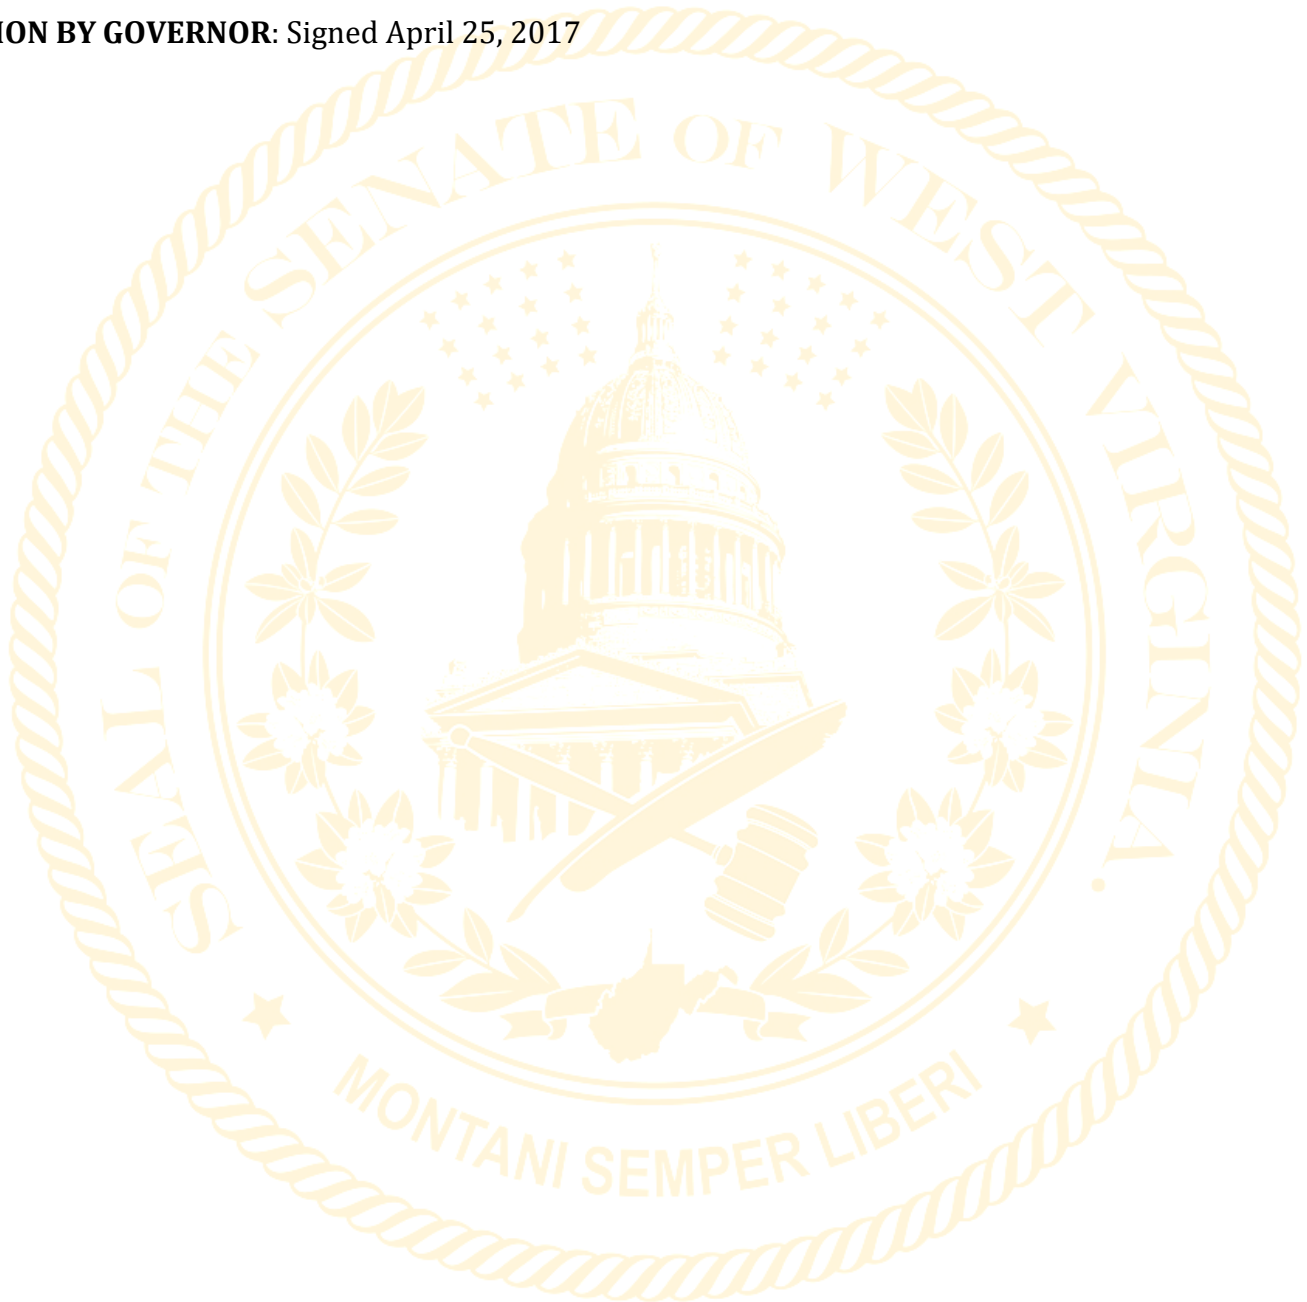 ION BY GOVERNOR: Signed April 25, 2017
SEAL OF THE SENATE OF WEST VIRGINIA.
MONTANI SEMPER LIBERI